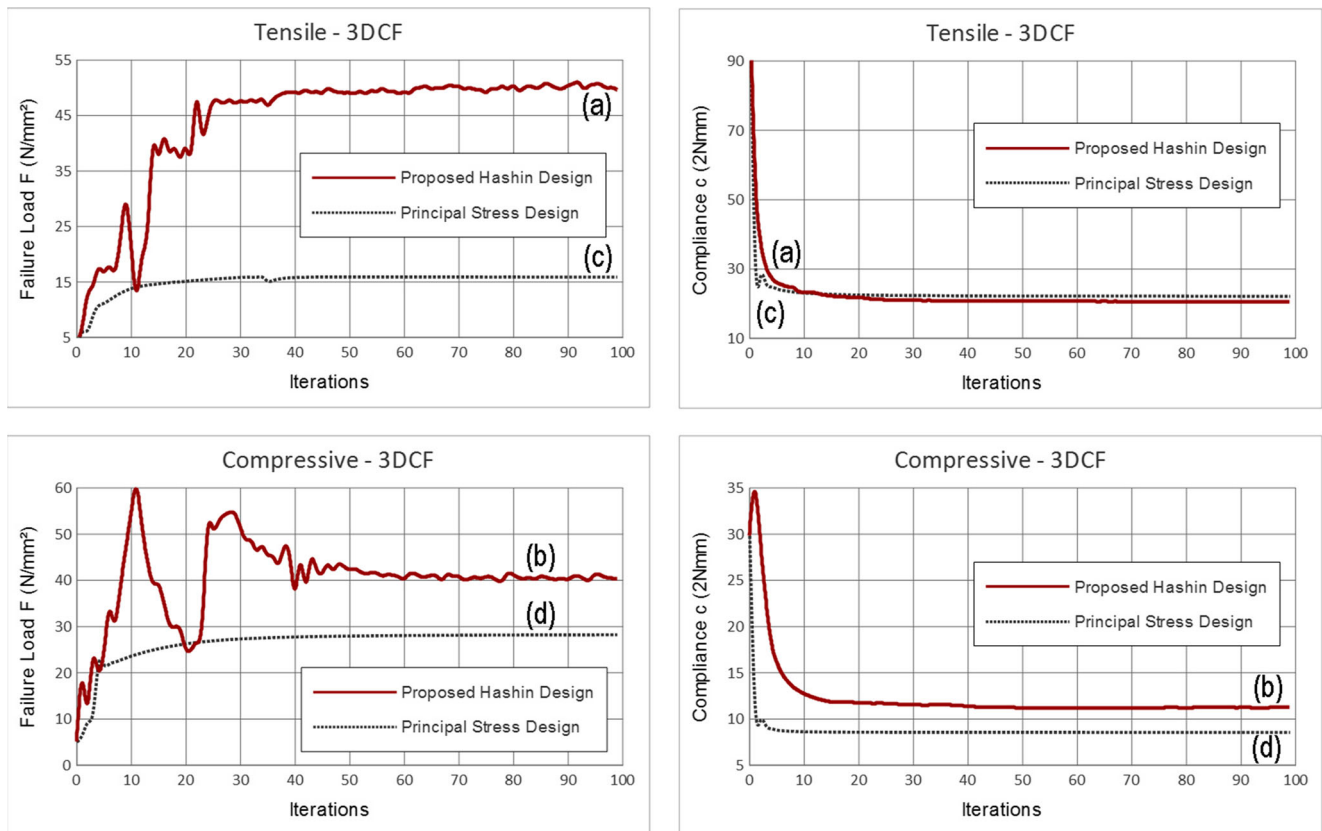 Tensile - 3DCF
Failure Load F (N/mm²)
55
45
35
25
15
5
Proposed Hashin Design
Principal Stress Design
(a)
(c)
0 10 20 30 40 50 60 70 80 90 100
Iterations
Tensile - 3DCF
Compliance c (2Nmm)
90
70
50
30
10
Proposed Hashin Design
Principal Stress Design
(a)
(c)
0 10 20 30 40 50 60 70 80 90 100
Iterations
Compressive - 3DCF
Failure Load F (N/mm²)
60
50
40
30
20
10
0
(b)
(d)
Proposed Hashin Design
Principal Stress Design
0 10 20 30 40 50 60 70 80 90 100
Iterations
Compressive - 3DCF
Compliance c (2Nmm)
35
30
25
20
15
10
5
Proposed Hashin Design
Principal Stress Design
(b)
(d)
0 10 20 30 40 50 60 70 80 90 100
Iterations